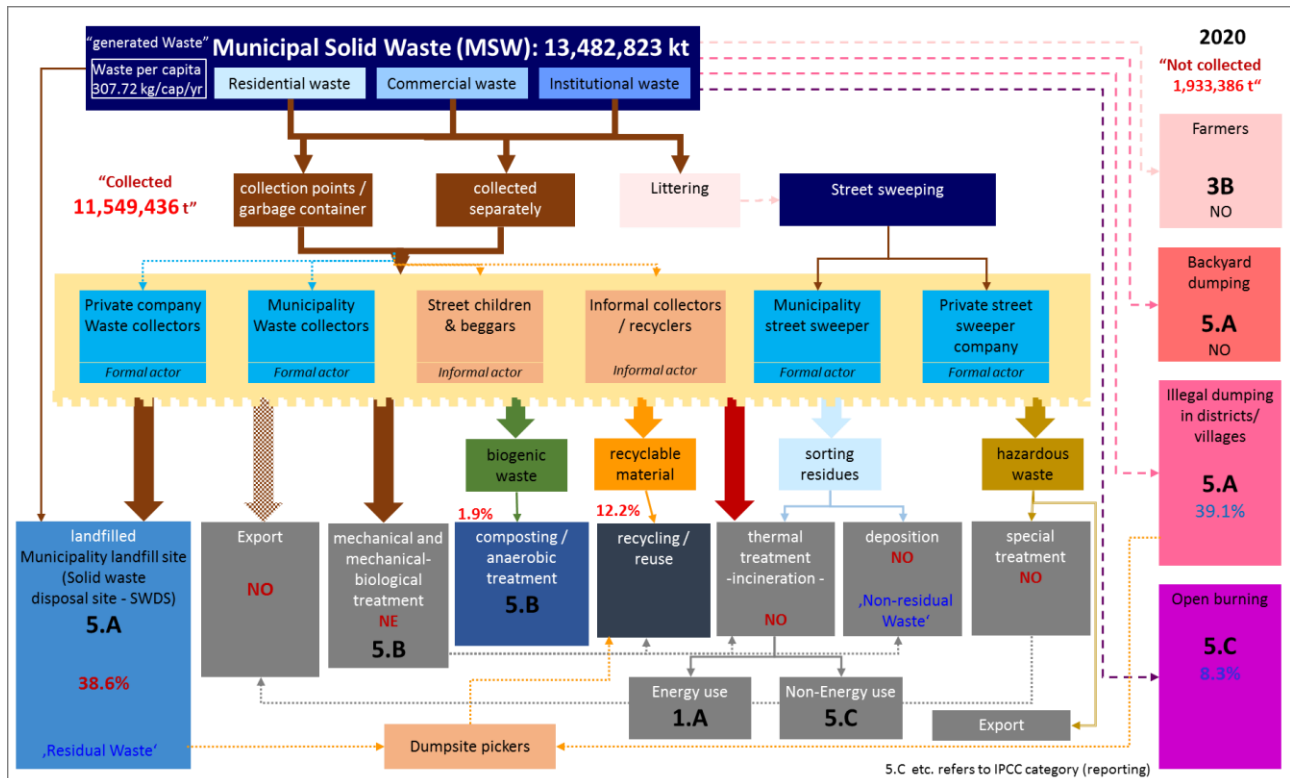 “generated Waste”
Municipal Solid Waste (MSW): 13,482,823 kt
Waste per capita
307.72 kg/cap/yr
Residential waste
Commercial waste
Institutional waste
2020
“Not collected
1,933,386 t“
“Collected
11,549,436 t”
collection points /
garbage container
collected
separately
Littering
Street sweeping
Farmers
3B
NO
Backyard
dumping
5.A
NO
Illegal dumping
in districts/
villages
5.A
39.1%
Open burning
5.C
8.3%
Private company
Waste collectors
Formal actor
Municipality
Waste collectors
Formal actor
Street children
& beggars
Informal actor
Informal collectors
/ recyclers
Informal actor
Municipality
street sweeper
Formal actor
Private street
sweeper
company
Formal actor
biogenic
waste
recyclable
material
sorting
residues
hazardous
waste
landfilled
Municipality landfill site
(Solid waste
disposal site - SWDS)
5.A
38.6%
‚Residual Waste‘
Export
NO
mechanical and
mechanical-
biological
treatment
NE
5.B
1.9%
composting /
anaerobic
treatment
5.B
12.2%
recycling /
reuse
thermal
treatment
-incineration -
NO
deposition
NO
‚Non-residual
Waste‘
special
treatment
NO
Energy use
1.A
Non-Energy use
5.C
Export
Dumpsite pickers
5.C etc. refers to IPCC category (reporting)